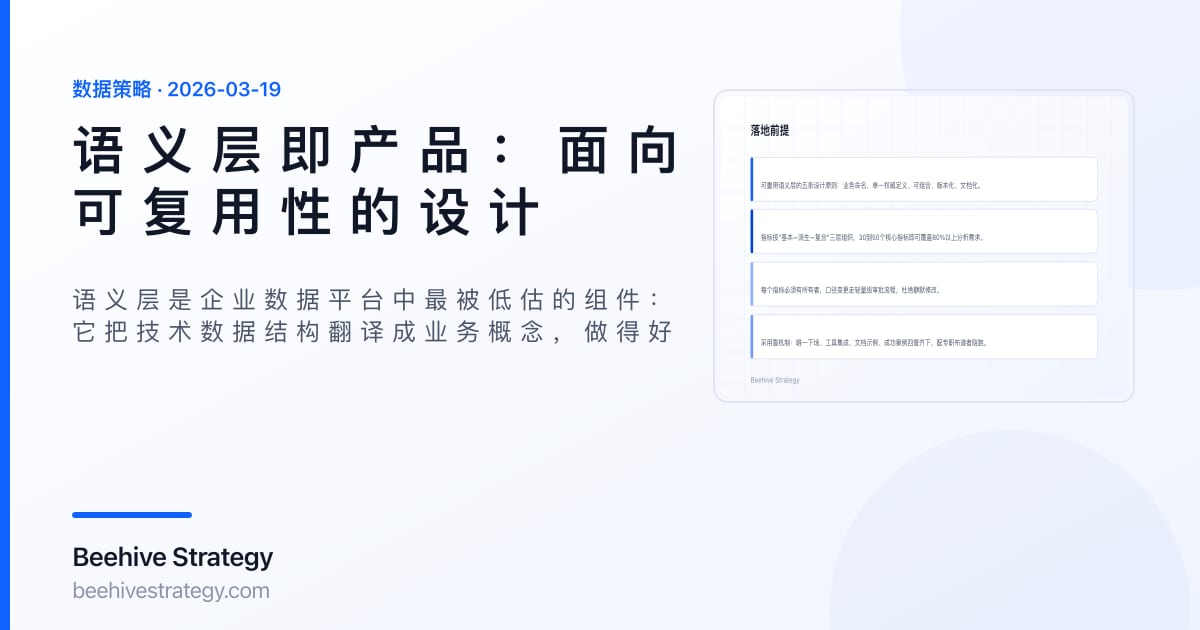 数据策略 · 2026-03-19
语义层即产品：面向
可复用性的设计
语义层是企业数据平台中最被低估的组件：
它把技术数据结构翻译成业务概念，做得好
落地前提
可重用语义层的五条设计原则：业务命名、单一权威定义、可组合、版本化、文档化。
指标按"基本—派生—复合"三层组织，30到50个核心指标即可覆盖80%以上分析需求。
每个指标必须有所有者，口径变更走轻量级审批流程，杜绝静默修改。
采用靠机制：唯一下场、工具集成、文档示例、成功案例四管齐下，配专职布道者陪跑。
Beehive Strategy
Beehive Strategy
beehivestrategy.com